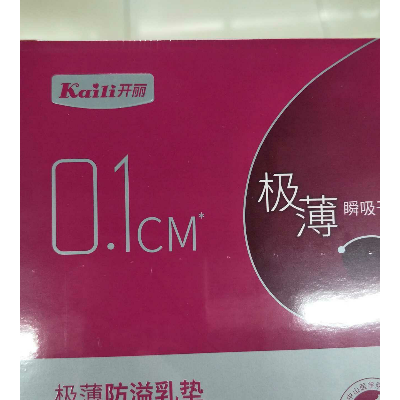 Kaili开丽
0.1CM*
极薄
瞬吸
极薄防溢乳垫